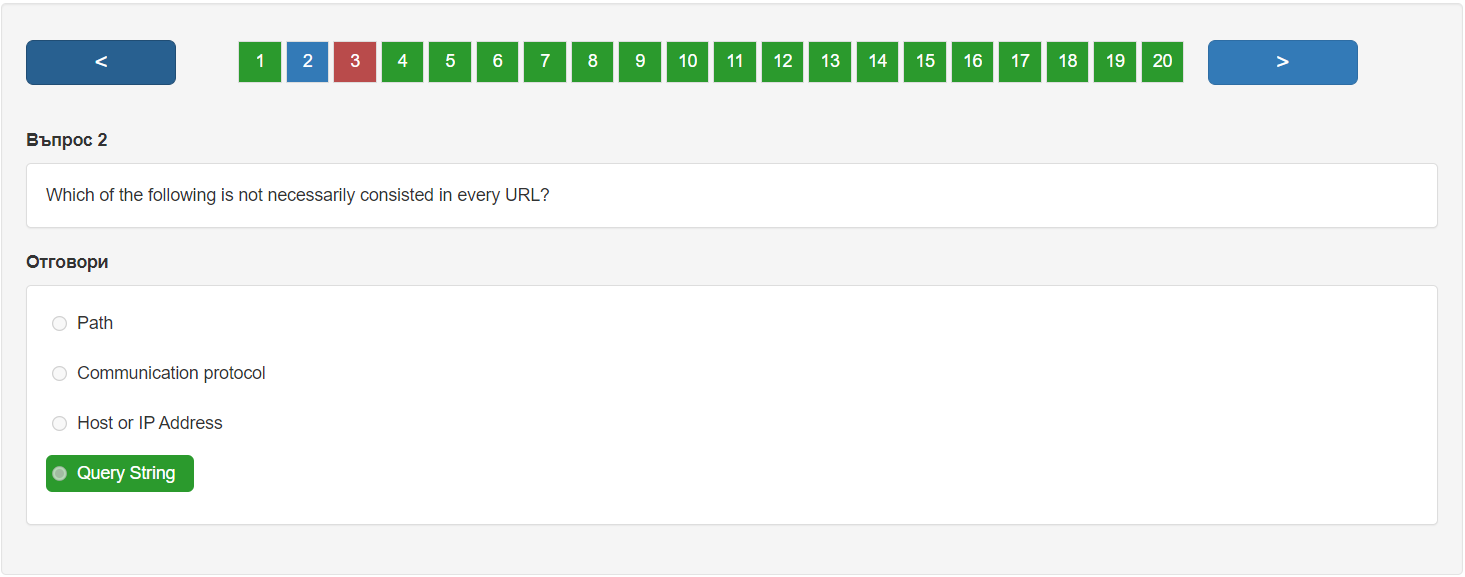 < 1 2 3 4 5 6 7 8 9 10 11 12 13 14 15 16 17 18 19 20 >
Въпрос 2
Which of the following is not necessarily consisted in every URL?
Отговори
Path
Communication protocol
Host or IP Address
Query String